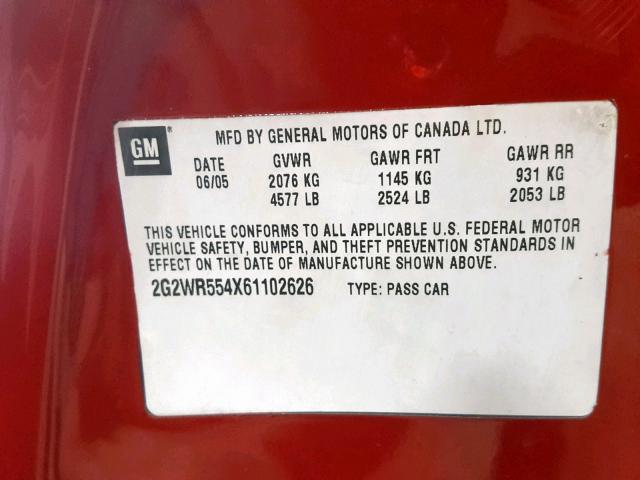 GM
MFD BY GENERAL MOTORS OF CANADA LTD.
DATE GVWR GAWR FRT GAWR RR
06/05 2076 KG 1145 KG 931 KG
4577 LB 2524 LB 2053 LB
THIS VEHICLE CONFORMS TO ALL APPLICABLE U.S. FEDERAL MOTOR
VEHICLE SAFETY, BUMPER, AND THEFT PREVENTION STANDARDS IN
EFFECT ON THE DATE OF MANUFACTURE SHOWN ABOVE.
2G2WR554X61102626 TYPE: PASS CAR